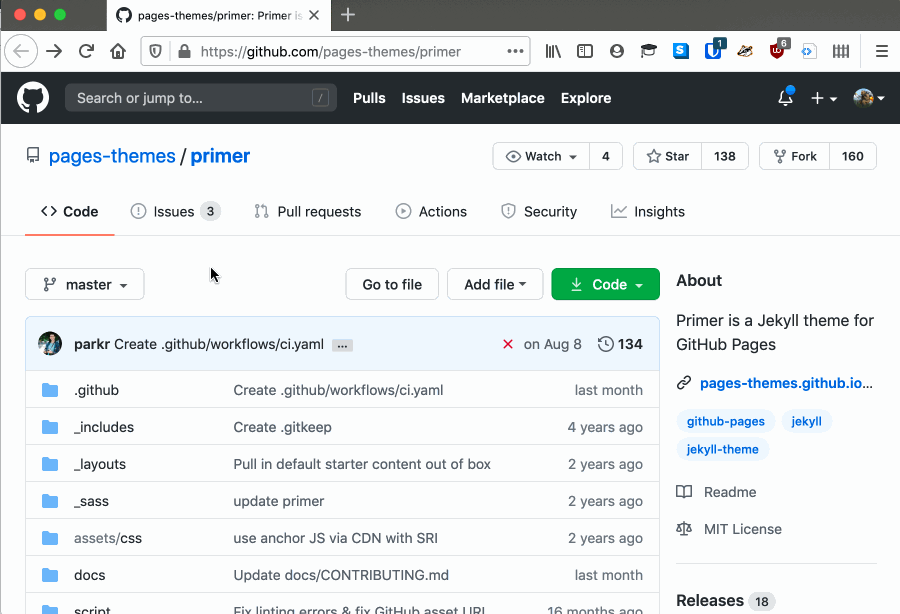 pages-themes/primer: Primer is
https://github.com/pages-themes/primer
S
1
6
Search or jump to...
/
Pulls
Issues
Marketplace
Explore
pages-themes / primer
Watch
4
Star
138
Fork
160
Code
Issues
3
Pull requests
Actions
Security
Insights
master
Go to file
Add file
Code
parkr Create .github/workflows/ci.yaml ...
on Aug 8
134
.github Create .github/workflows/ci.yaml last month
_includes Create .gitkeep 4 years ago
_layouts Pull in default starter content out of box 2 years ago
_sass update primer 2 years ago
assets/css use anchor JS via CDN with SRI 2 years ago
docs Update docs/CONTRIBUTING.md last month
script Fix linting errors & fix GitHub asset URL 16 months ago
About
Primer is a Jekyll theme for
GitHub Pages
pages-themes.github.io...
github-pages
jekyll
jekyll-theme
Readme
MIT License
Releases 18